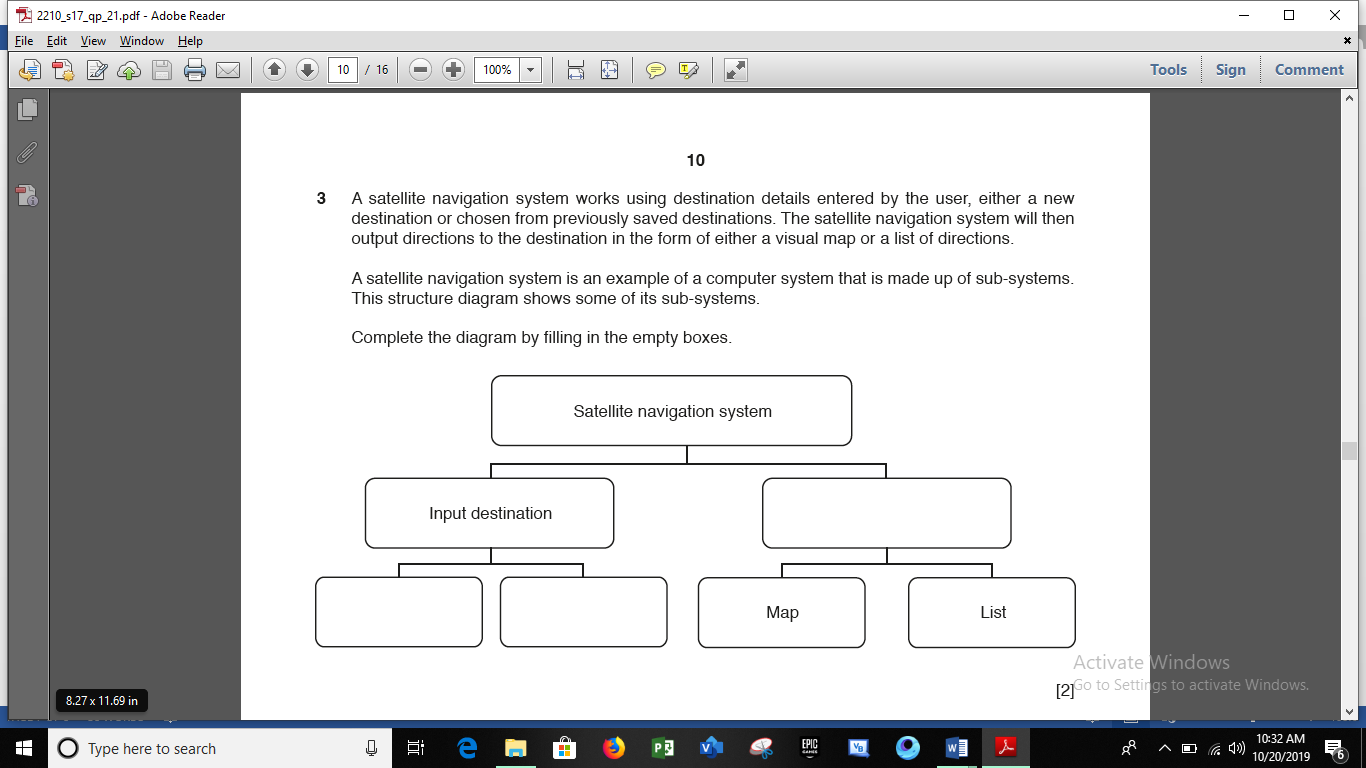 2210_s17_qp_21.pdf - Adobe Reader
File Edit View Window Help
10 / 16 100% Tools Sign Comment
10
3 A satellite navigation system works using destination details entered by the user, either a new
destination or chosen from previously saved destinations. The satellite navigation system will then
output directions to the destination in the form of either a visual map or a list of directions.
A satellite navigation system is an example of a computer system that is made up of sub-systems.
This structure diagram shows some of its sub-systems.
Complete the diagram by filling in the empty boxes.
Satellite navigation system
Input destination
Map List
Activate Windows
[2] Go to Settings to activate Windows.
8.27 x 11.69 in
Type here to search
10:32 AM
10/20/2019
6